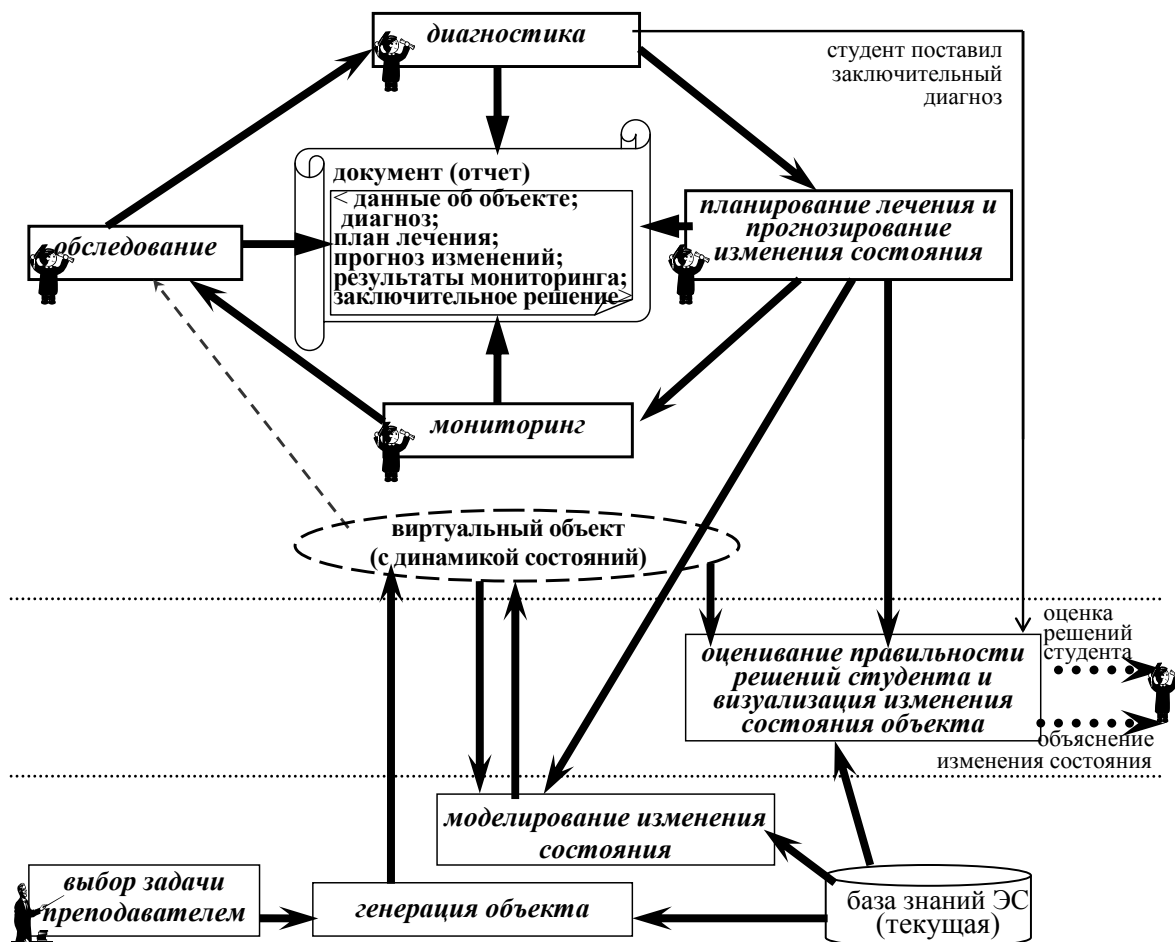 диагностика
студент поставил
заключительный
диагноз
документ (отчет)
< данные об объекте;
диагноз;
план лечения;
прогноз изменений;
результаты мониторинга;
заключительное решение>
планирование лечения и
прогнозирование
изменения состояния
обследование
мониторинг
виртуальный объект
(с динамикой состояний)
оценка
решений
студента
оценивание правильности
решений студента и
визуализация изменения
состояния объекта
объяснение
изменения состояния
моделирование изменения
состояния
выбор задачи
преподавателем
генерация объекта
база знаний ЭС
(текущая)